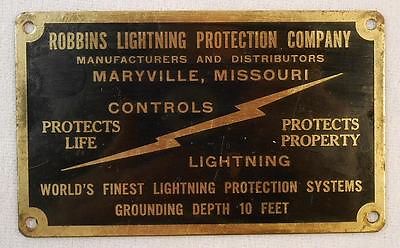 ROBBINS LIGHTNING PROTECTION COMPANY
MANUFACTURERS AND DISTRIBUTORS
MARYVILLE, MISSOURI
CONTROLS
PROTECTS
LIFE
PROTECTS
PROPERTY
LIGHTNING
WORLD'S FINEST LIGHTNING PROTECTION SYSTEMS
GROUNDING DEPTH 10 FEET